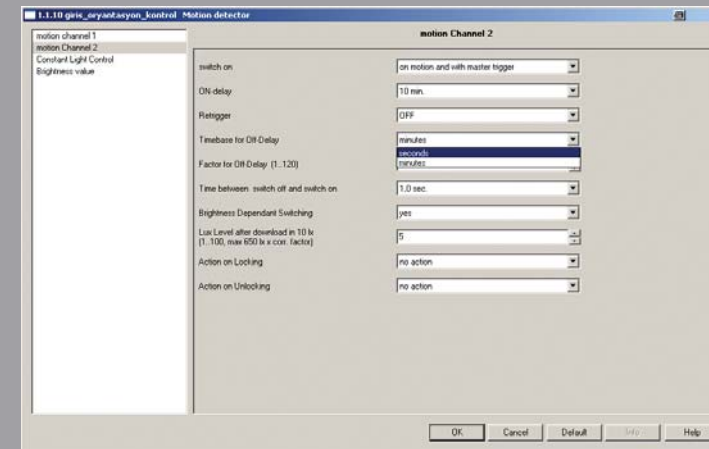 1.1.10 giris_oryantasyon_kontrol Motion detector
motion channel 1
motion Channel 2
Constant Light Control
Brightness value
motion Channel 2
switch on
on motion and with master trigger
ON-delay
10 min.
Retrigger
OFF
Timebase for Off-Delay
minutes
seconds
minutes
Factor for Off-Delay (1..120)
Time between switch off and switch on
1,0 sec.
Brightness Dependant Switching
yes
Lux Level after download in 10 lx
(1..100, max 650 lx x corr. factor)
5
Action on Locking
no action
Action on Unlocking
no action
OK
Cancel
Default
Info
Help